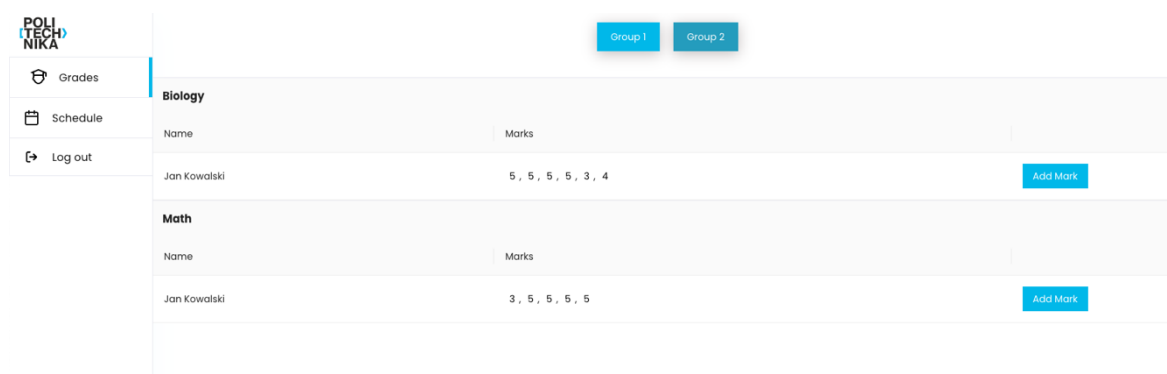 POLI
(TECH)
NIKA
Group 1 Group 2
Grades
Schedule
Log out
Biology
Name Marks
Jan Kowalski 5 , 5 , 5 , 5 , 3 , 4 Add Mark
Math
Name Marks
Jan Kowalski 3 , 5 , 5 , 5 , 5 Add Mark